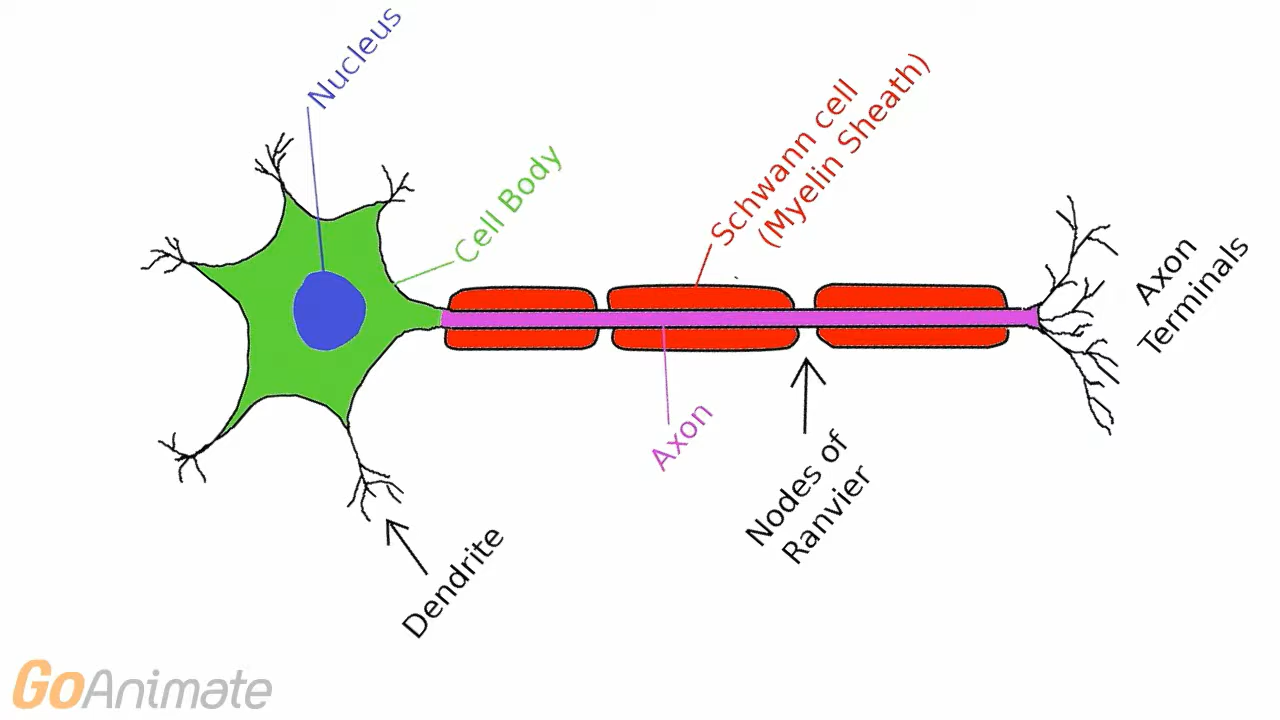 Nucleus
Cell Body
Schwann cell
(Myelin Sheath)
Axon
Terminals
Axon
Nodes of
Ranvier
Dendrite
GoAnimate